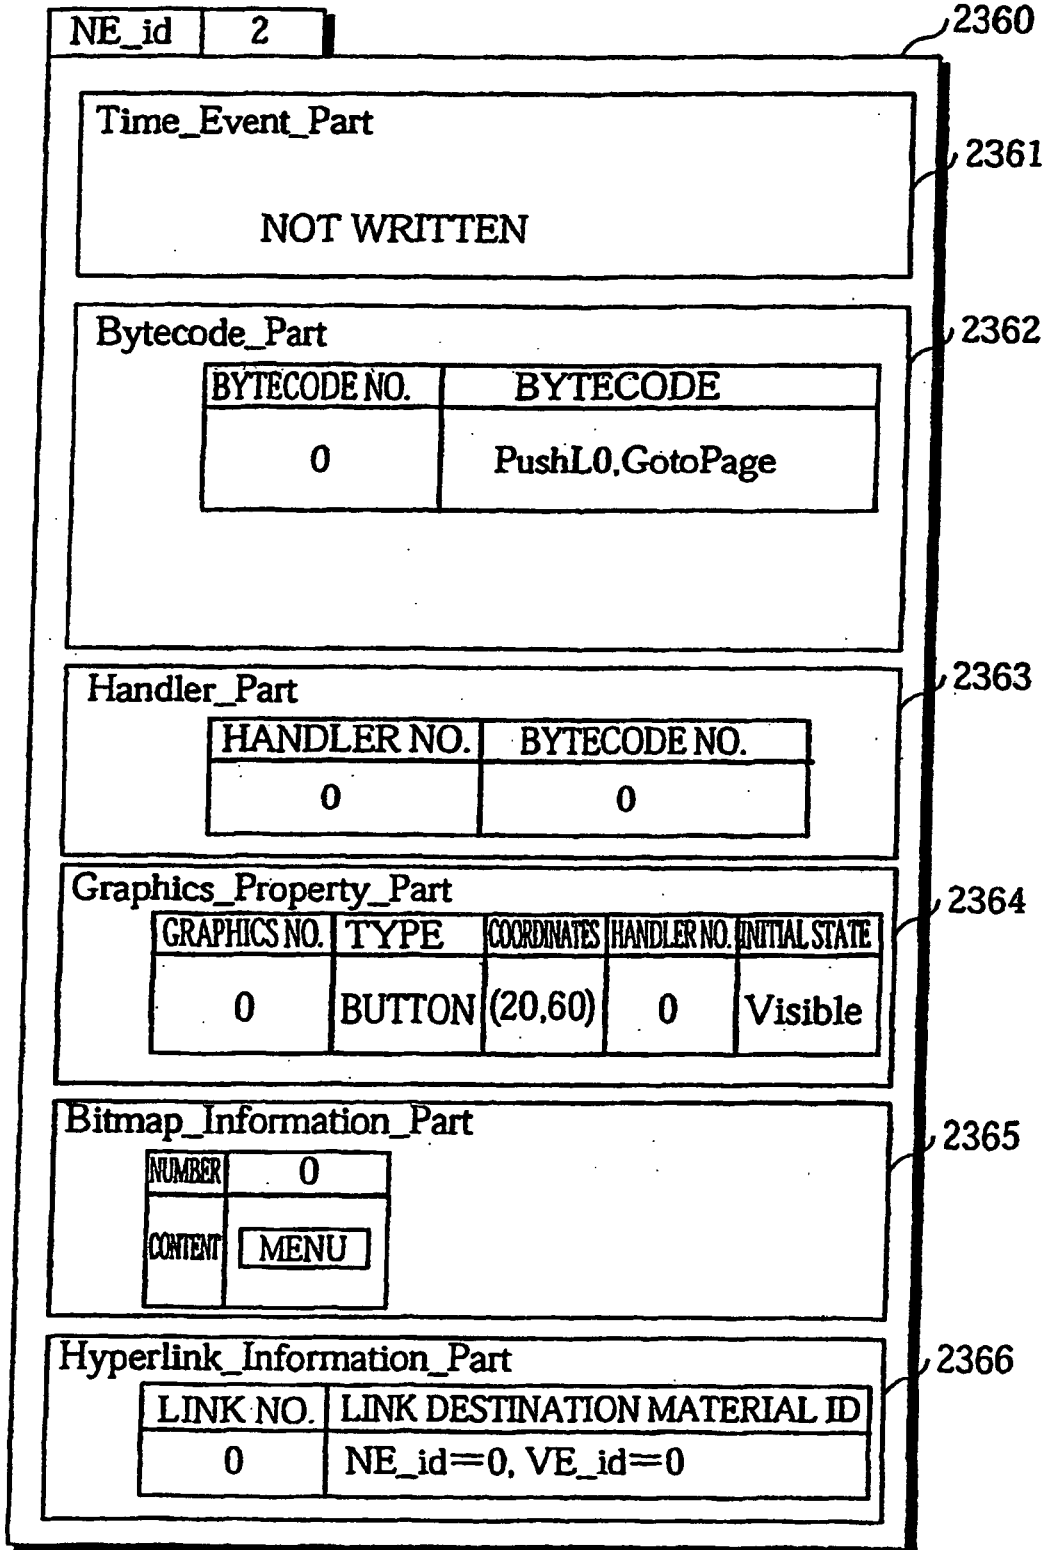 NE_id 2
2360
Time_Event_Part
2361
NOT WRITTEN
Bytecode_Part
2362
BYTECODE NO. BYTECODE
0 PushL0,GotoPage
Handler_Part
2363
HANDLER NO. BYTECODE NO.
0 0
Graphics_Property_Part
2364
GRAPHICS NO. TYPE COORDINATES HANDLER NO. INITIAL STATE
0 BUTTON (20,60) 0 Visible
Bitmap_Information_Part
2365
NUMBER 0
CONTENT MENU
Hyperlink_Information_Part
2366
LINK NO. LINK DESTINATION MATERIAL ID
0 NE_id=0, VE_id=0